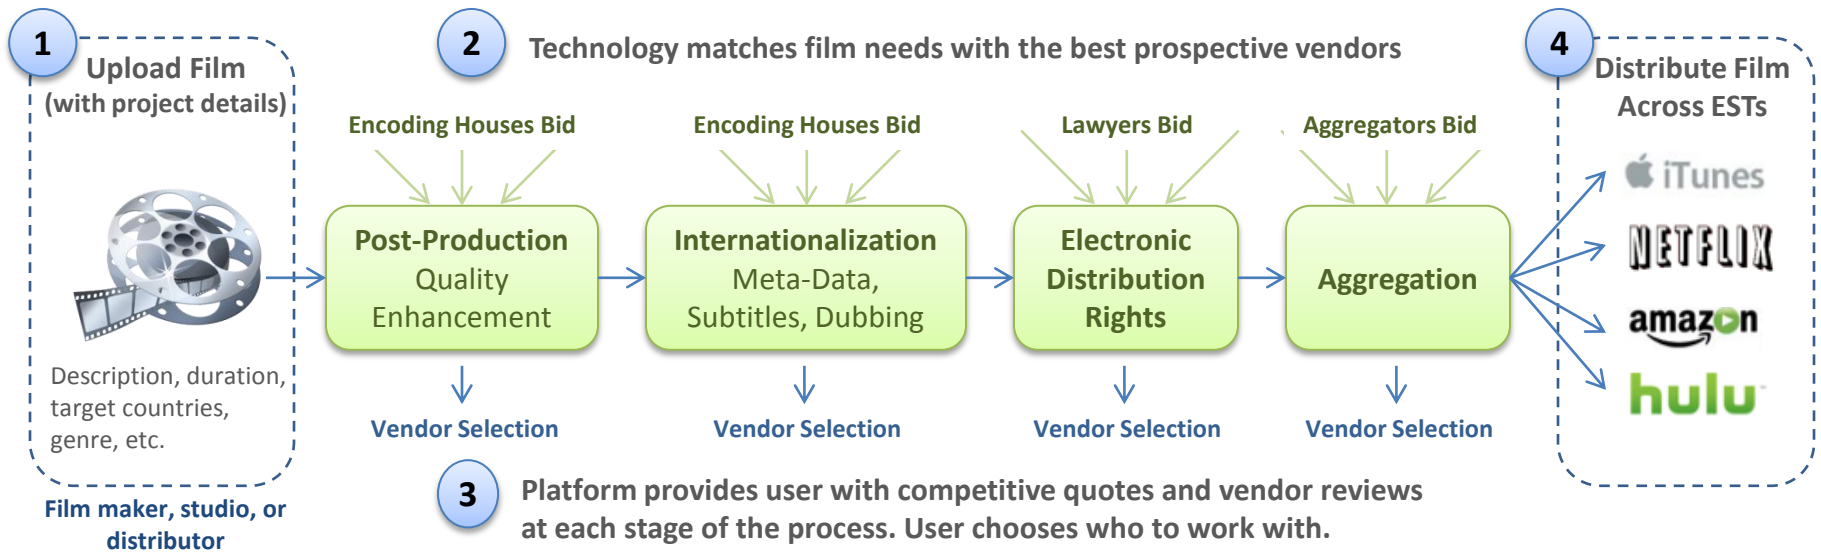 1
Upload Film
(with project details)
Description, duration,
target countries,
genre, etc.
Film maker, studio, or
distributor
2
Technology matches film needs with the best prospective vendors
Encoding Houses Bid
Post-Production
Quality
Enhancement
Vendor Selection
Encoding Houses Bid
Internationalization
Meta-Data,
Subtitles, Dubbing
Vendor Selection
Lawyers Bid
Electronic
Distribution
Rights
Vendor Selection
Aggregators Bid
Aggregation
Vendor Selection
3
Platform provides user with competitive quotes and vendor reviews
at each stage of the process. User chooses who to work with.
4
Distribute Film
Across ESTs
iTunes
NETFLIX
amazon
hulu